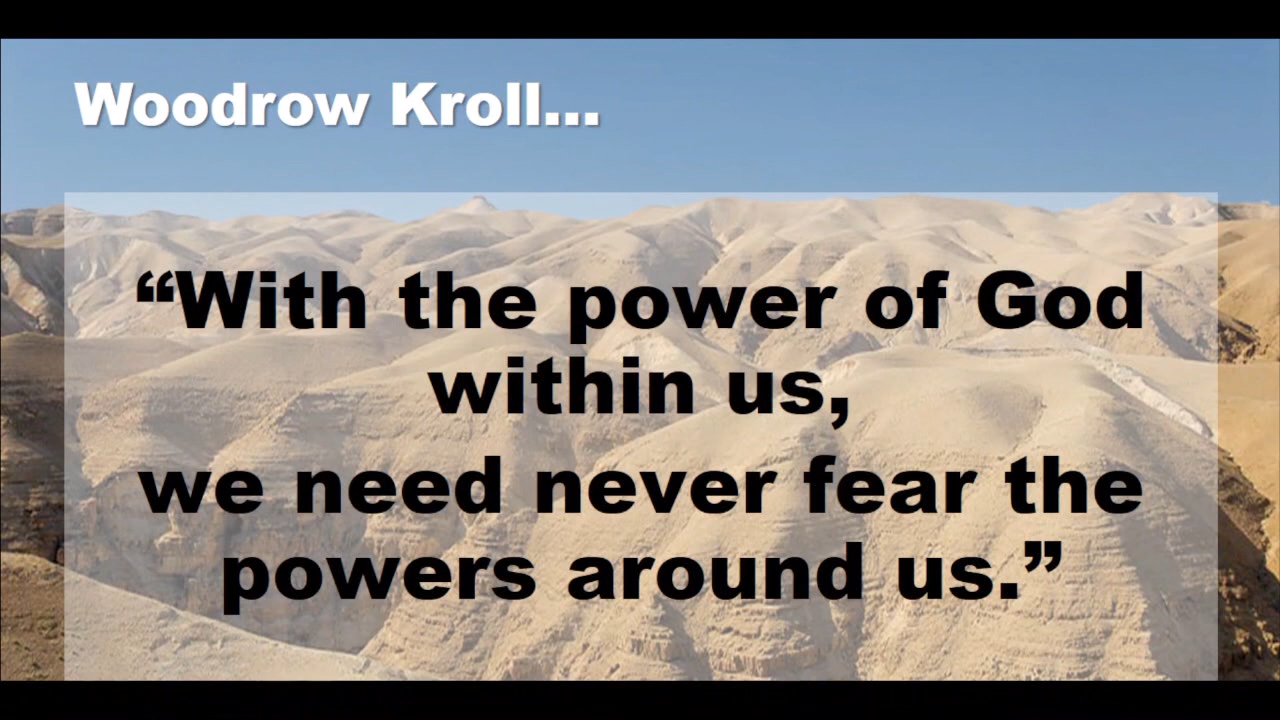 Woodrow Kroll...
“With the power of God
within us,
we need never fear the
powers around us.”